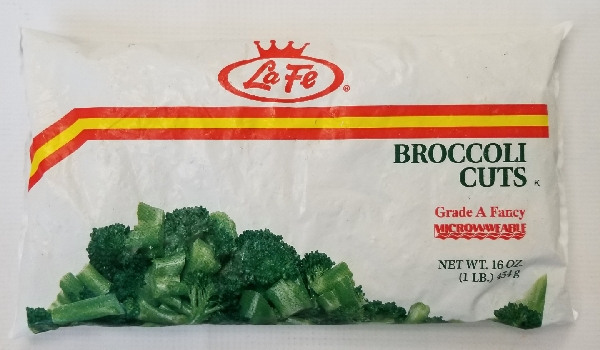 La Fe ®
BROCCOLI
CUTS K
Grade A Fancy
MICROWAVEABLE
NET WT. 16 OZ.
(1 LB.) 454 g